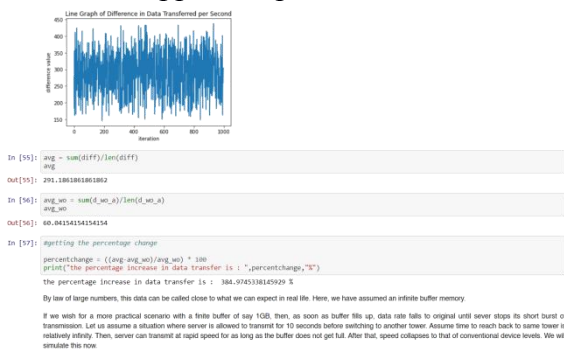 Line Graph of Difference in Data Transferred per Second
450
400
350
300
250
200
150
difference value
0 200 400 600 800 1000
iteration
In [55]: avg = sum(diff)/len(diff)
avg
Out[55]: 291.1861861861862
In [56]: avg_wo = sum(d_wo_a)/len(d_wo_a)
avg_wo
Out[56]: 60.04154154154154
In [57]: #getting the percentage change
percentchange = ((avg-avg_wo)/avg_wo) * 100
print("the percentage increase in data transfer is : ",percentchange,"%")
the percentage increase in data transfer is : 384.9745338145929 %
By law of large numbers, this data can be called close to what we can expect in real life. Here, we have assumed an infinite buffer memory.
If we wish for a more practical scenario with a finite buffer of say 1GB, then, as soon as buffer fills up, data rate falls to original until sever stops its short burst of
transmission. Let us assume a situation where server is allowed to transmit for 10 seconds before switching to another tower. Assume time to reach back to same tower is
relatively infinity. Then, server can transmit at rapid speed for as long as the buffer does not get full. After that, speed collapses to that of conventional device levels. We will
simulate this now.